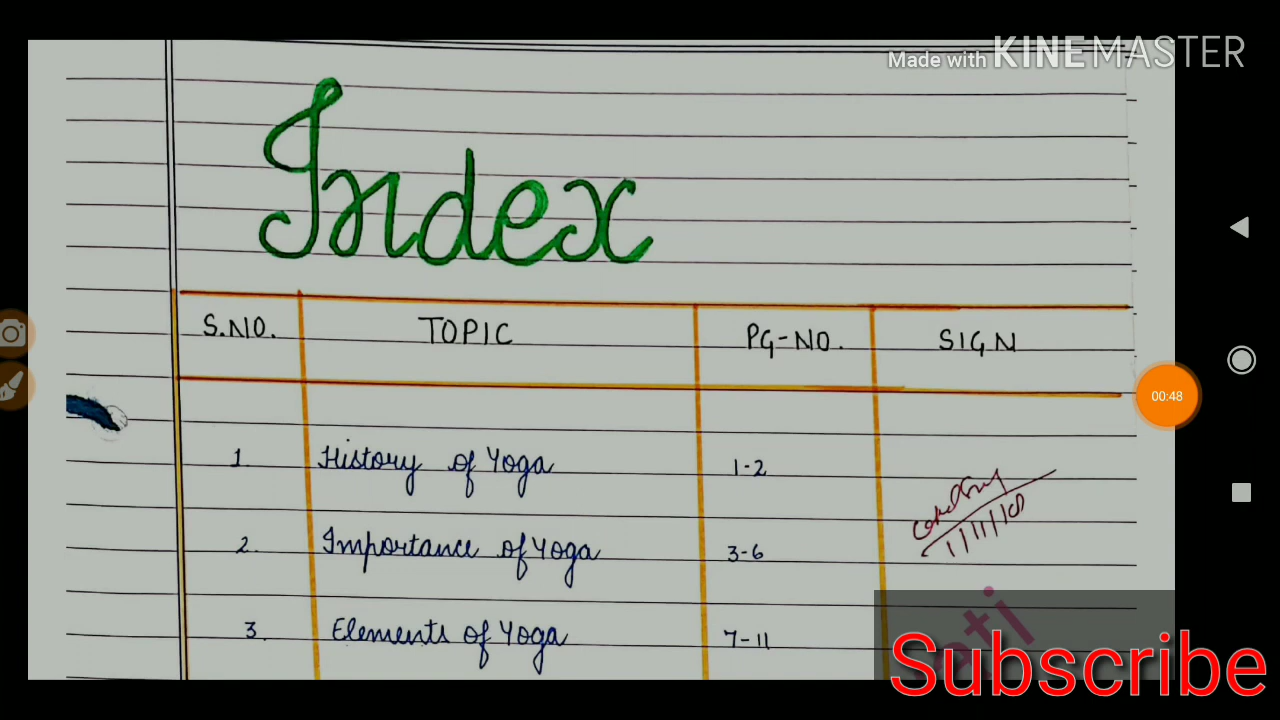 Made with KINEMASTER
Index
S.NO. TOPIC PG-NO. SIGN
00:48
1. History of Yoga 1-2
2. Importance of Yoga 3-6
3. Elements of Yoga 7-11
Subscribe